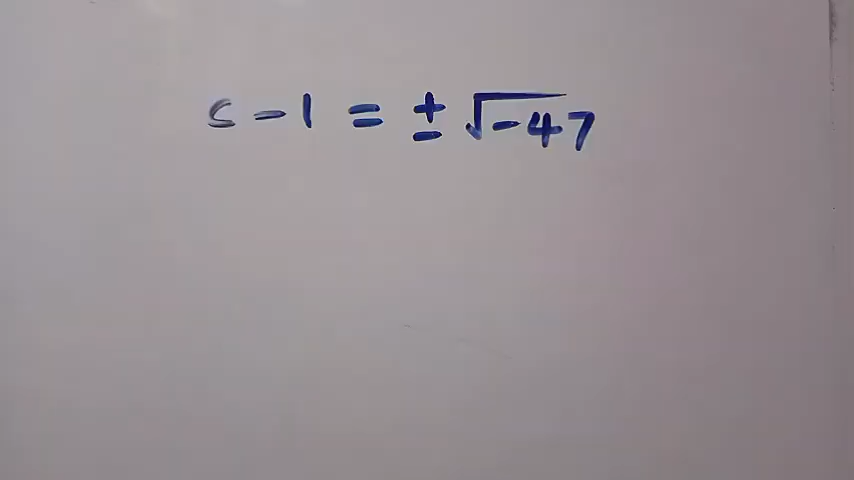 c - 1 = ± √-47